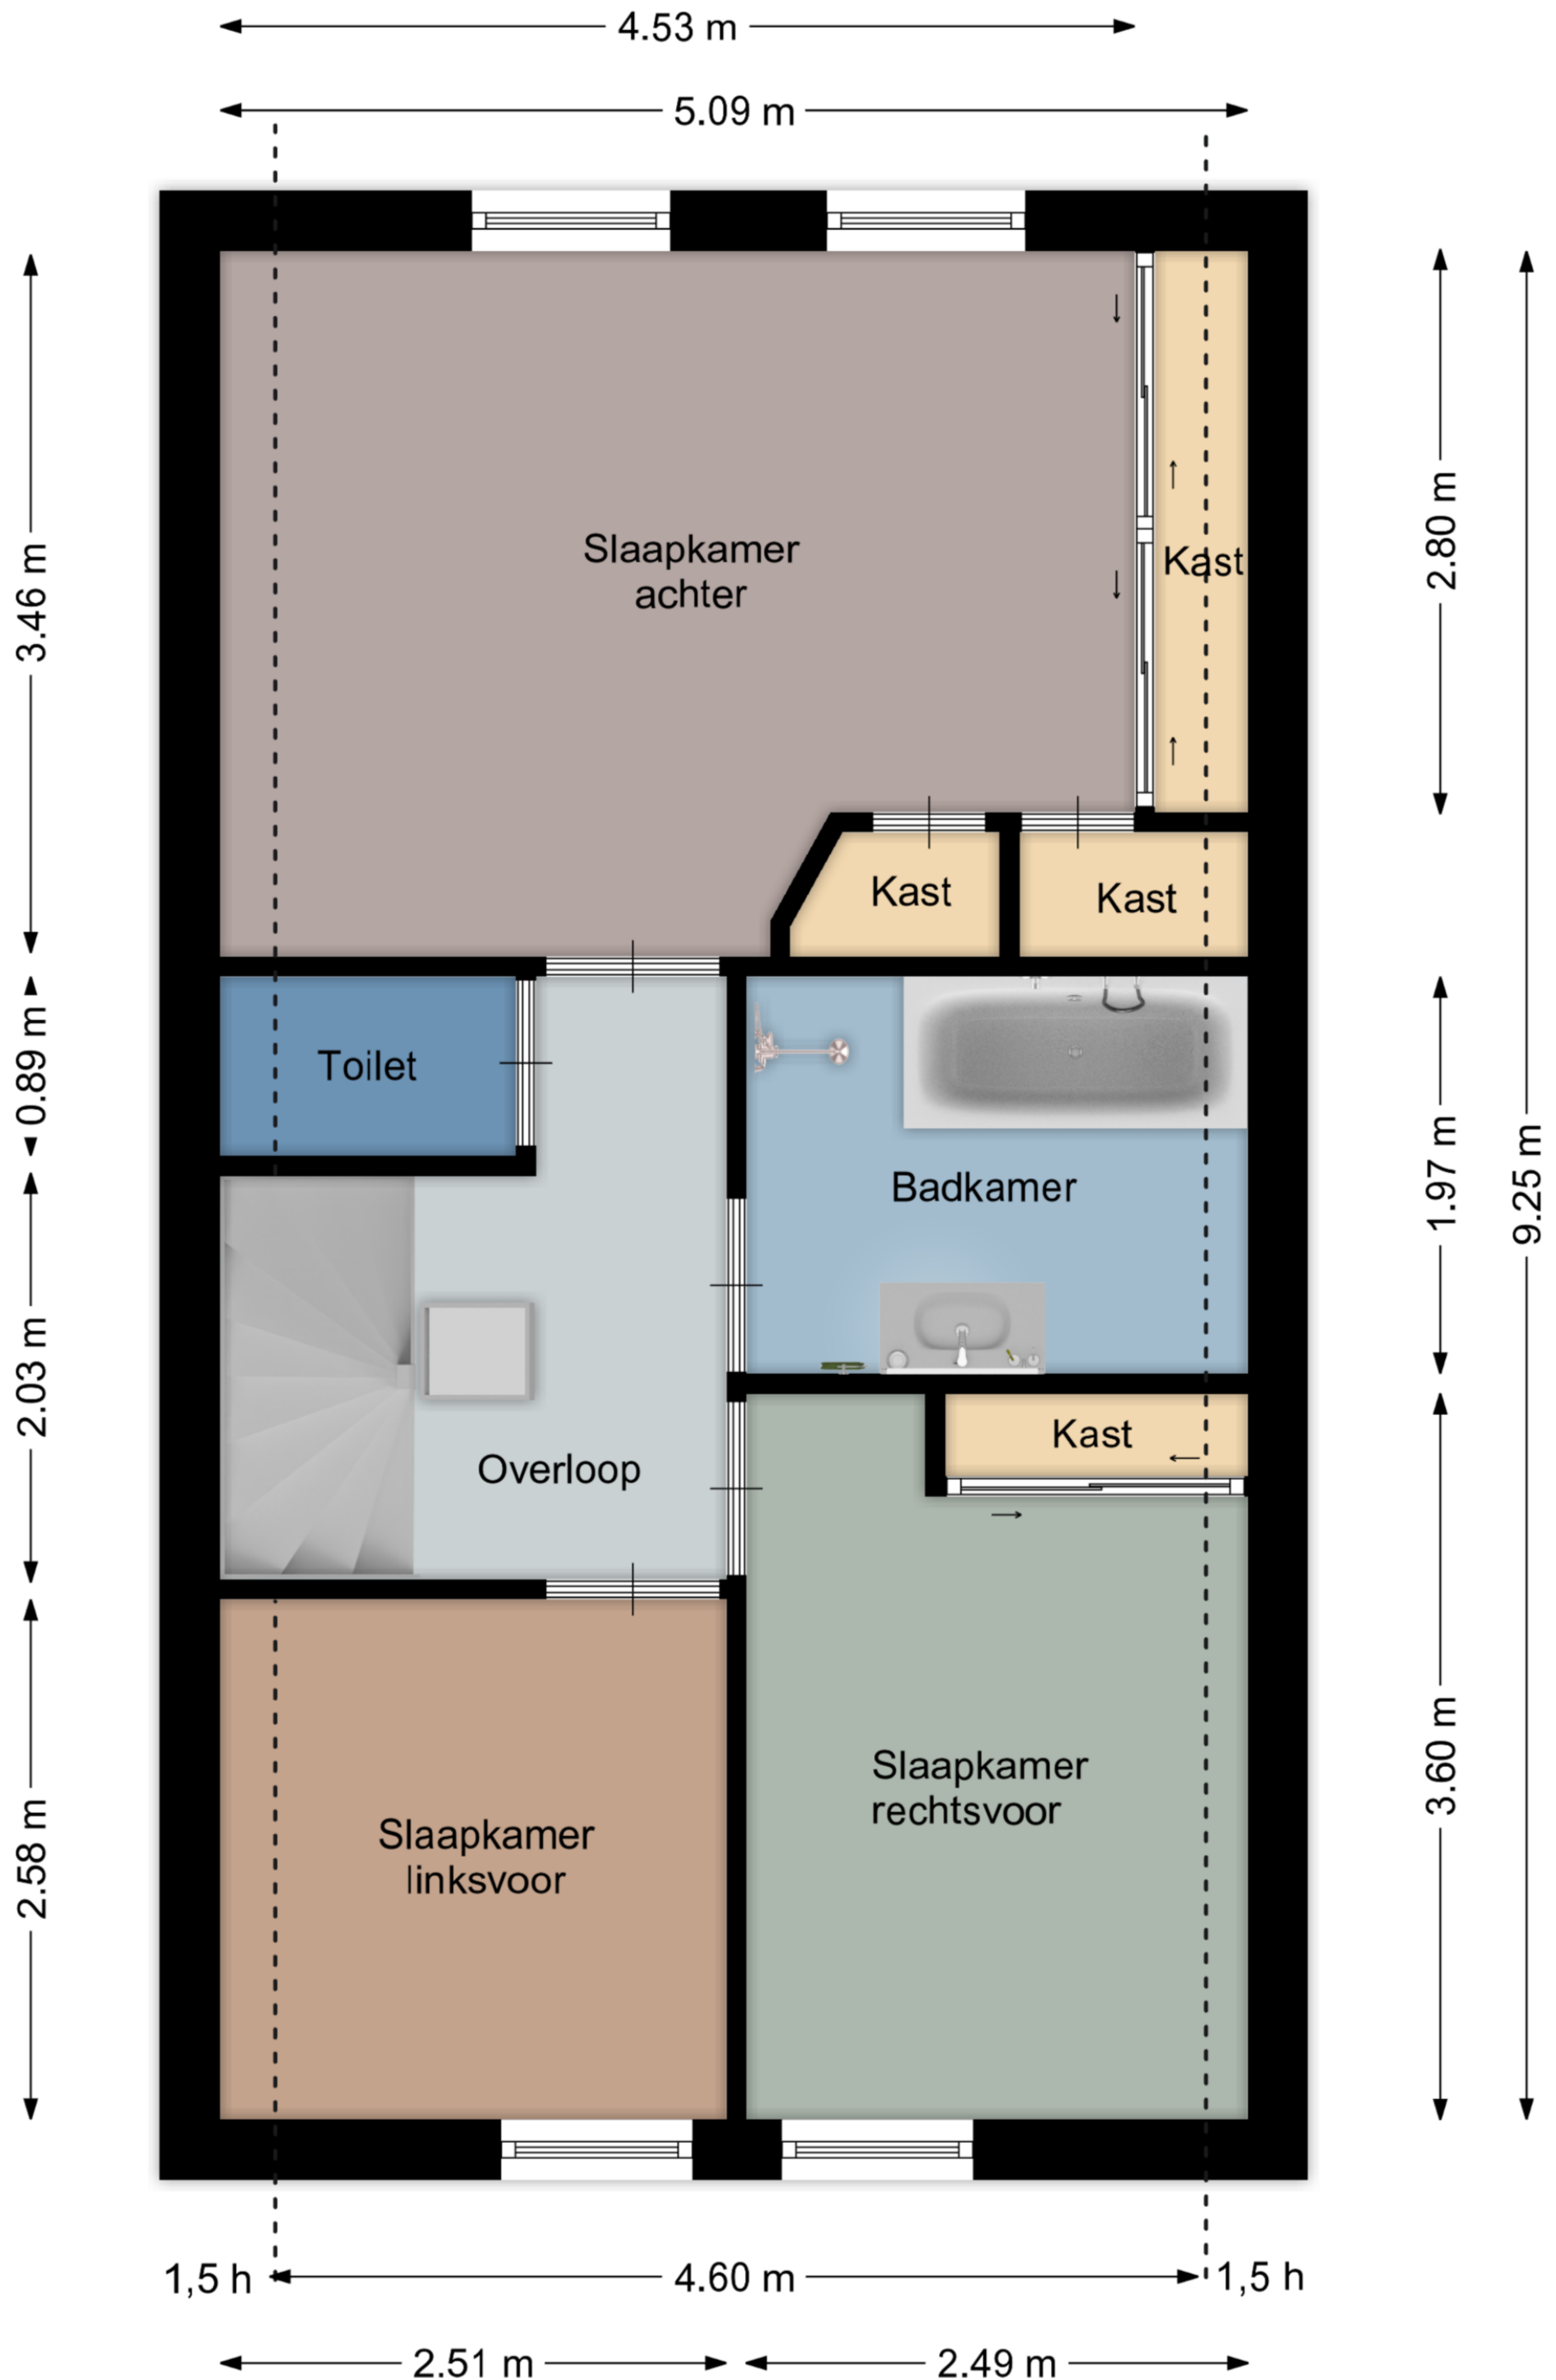 4.53 m
5.09 m
3.46 m
2.80 m
Slaapkamer
achter
Kast
Kast
Kast
0.89 m
Toilet
1.97 m
9.25 m
Badkamer
2.03 m
Kast
Overloop
3.60 m
Slaapkamer
rechtsvoor
2.58 m
Slaapkamer
linksvoor
1,5 h
4.60 m
1,5 h
2.51 m
2.49 m